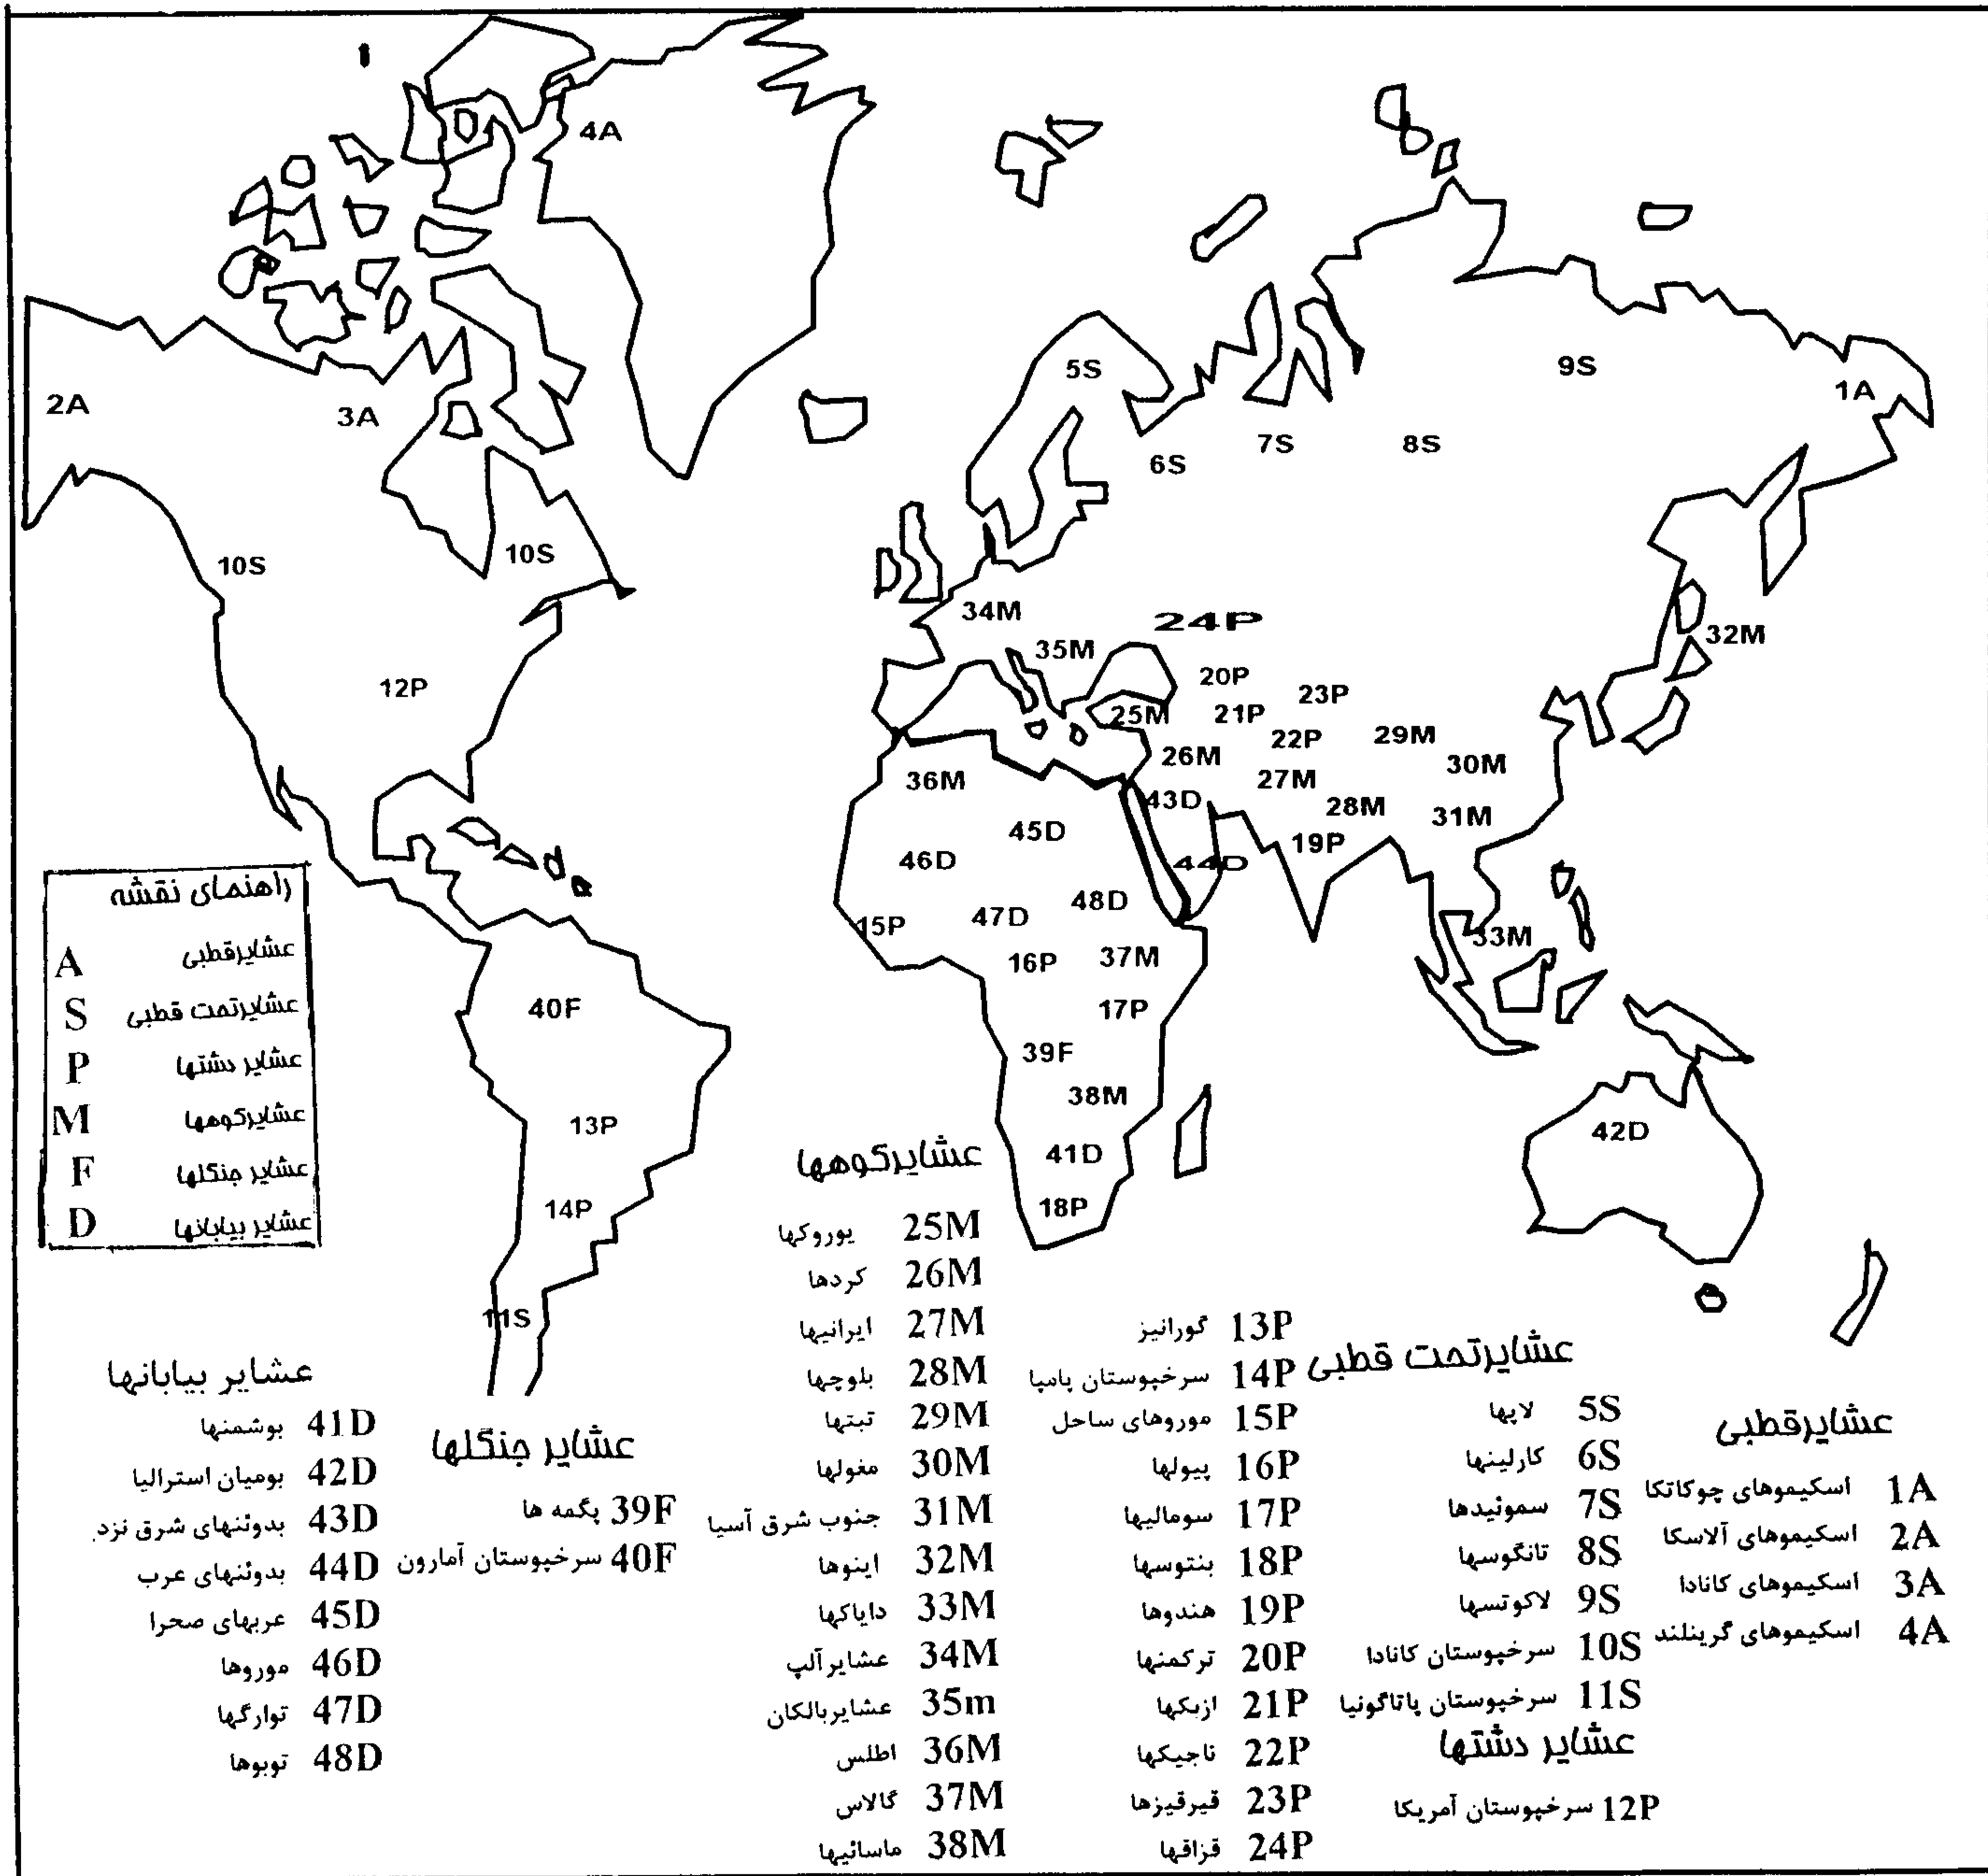 1
4A
5S
9S
1A
2A
3A
7S
8S
6S
10S
10S
34M
24P
32M
35M
12P
20P
23P
25M
21P
22P
29M
26M
30M
36M
27M
43D
28M
31M
45D
19P
46D
44D
48D
15P
47D
33M
16P
37M
40F
17P
39F
38M
13P
42D
41D
14P
18P
11S
راهنمای نقشه
عشایرقطبی A
عشایرتحت قطبی S
عشایر دشتها P
عشایرکوهها M
عشایر جنگلها F
عشایر بیابانها D
عشایرقطبی
1A اسکیموهای چوکاتکا
2A اسکیموهای آلاسکا
3A اسکیموهای کانادا
4A اسکیموهای گرینلند
عشایرتحت قطبی
5S لاپها
6S کارلینها
7S سموئیدها
8S تانگوسها
9S لاکوتسها
10S سرخپوستان کانادا
11S سرخپوستان پاتاگونیا
عشایر دشتها
12P سرخپوستان آمریکا
13P گورانیز
14P سرخپوستان پامپا
15P موروهای ساحل
16P پیولها
17P سومالیها
18P بنتوسها
19P هندوها
20P ترکمنها
21P ازبکها
22P تاجیکها
23P قیرقیزها
24P قزاقها
عشایرکوهها
25M یوروکها
26M کردها
27M ایرانیها
28M بلوچها
29M تبتها
30M مغولها
31M جنوب شرق آسیا
32M اینوها
33M دایاکها
34M عشایرآلپ
35m عشایربالکان
36M اطلس
37M گالاس
38M ماسائیها
عشایر جنگلها
39F پگمه ها
40F سرخپوستان آمارون
عشایر بیابانها
41D بوشمنها
42D بومیان استرالیا
43D بدوئنهای شرق نزد.
44D بدوئنهای عرب
45D عربهای صحرا
46D موروها
47D توارگها
48D توبوها